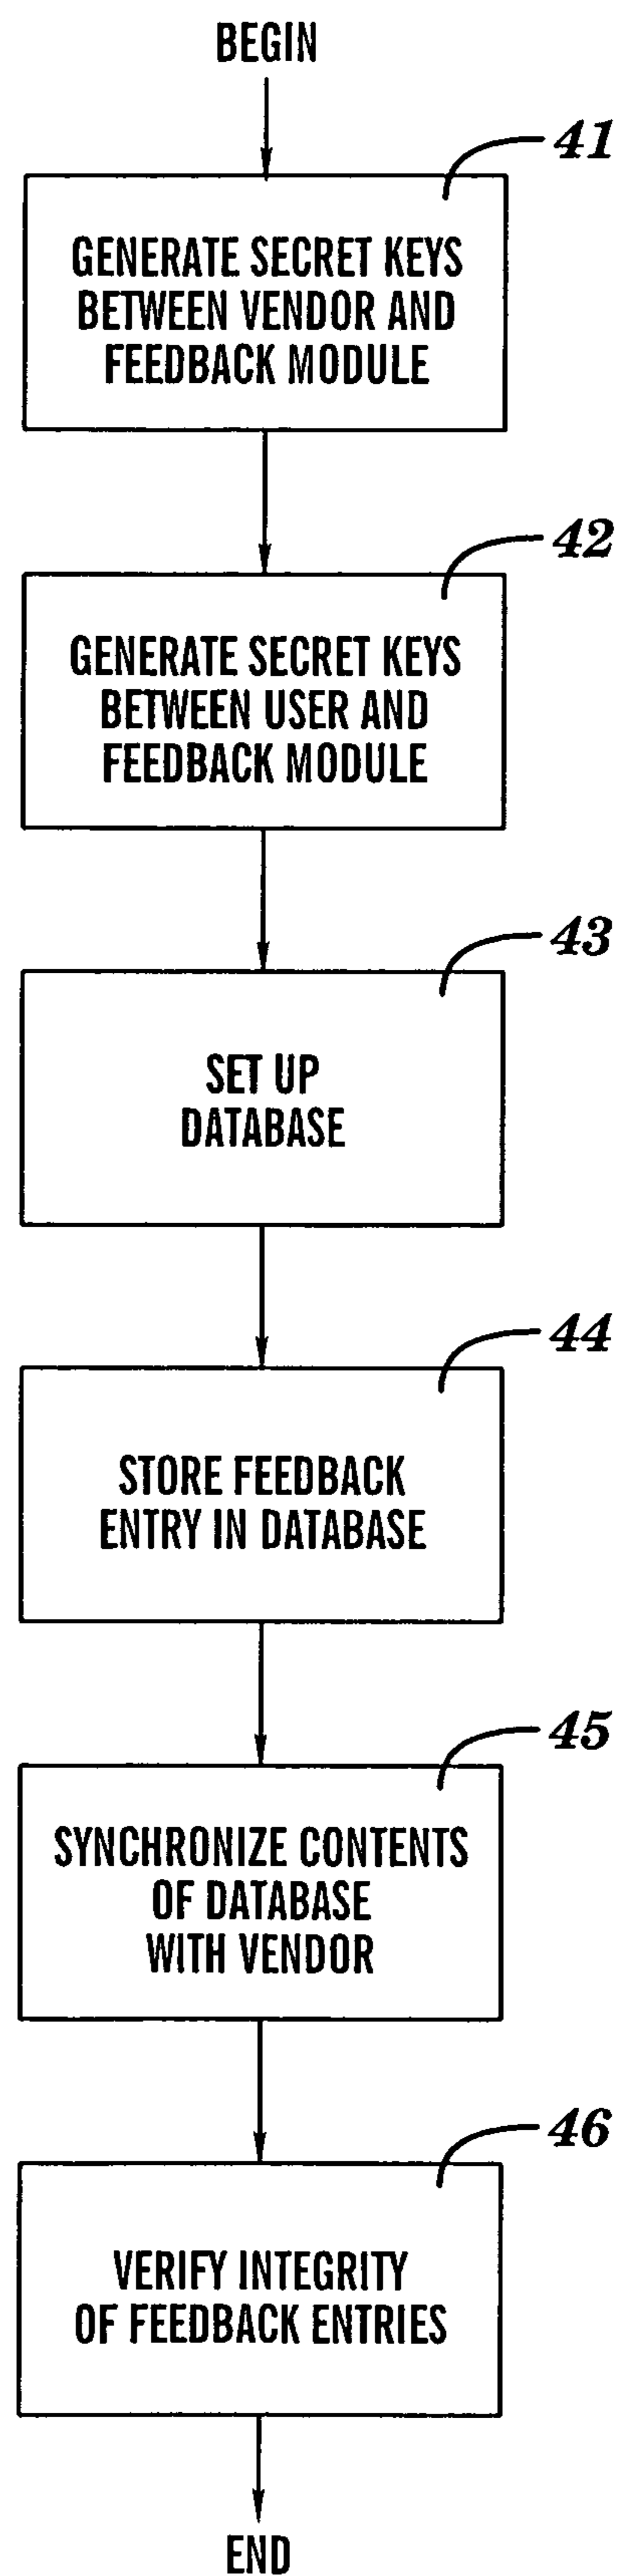 BEGIN
41
GENERATE SECRET KEYS
BETWEEN VENDOR AND
FEEDBACK MODULE
42
GENERATE SECRET KEYS
BETWEEN USER AND
FEEDBACK MODULE
43
SET UP
DATABASE
44
STORE FEEDBACK
ENTRY IN DATABASE
45
SYNCHRONIZE CONTENTS
OF DATABASE
WITH VENDOR
46
VERIFY INTEGRITY
OF FEEDBACK ENTRIES
END